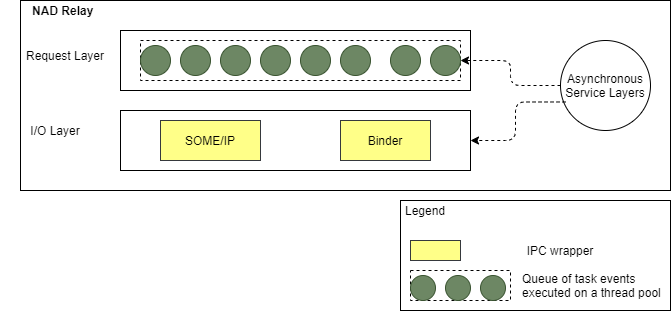 NAD Relay
Request Layer
Asynchronous
Service Layers
I/O Layer
SOME/IP
Binder
Legend
IPC wrapper
Queue of task events
executed on a thread pool